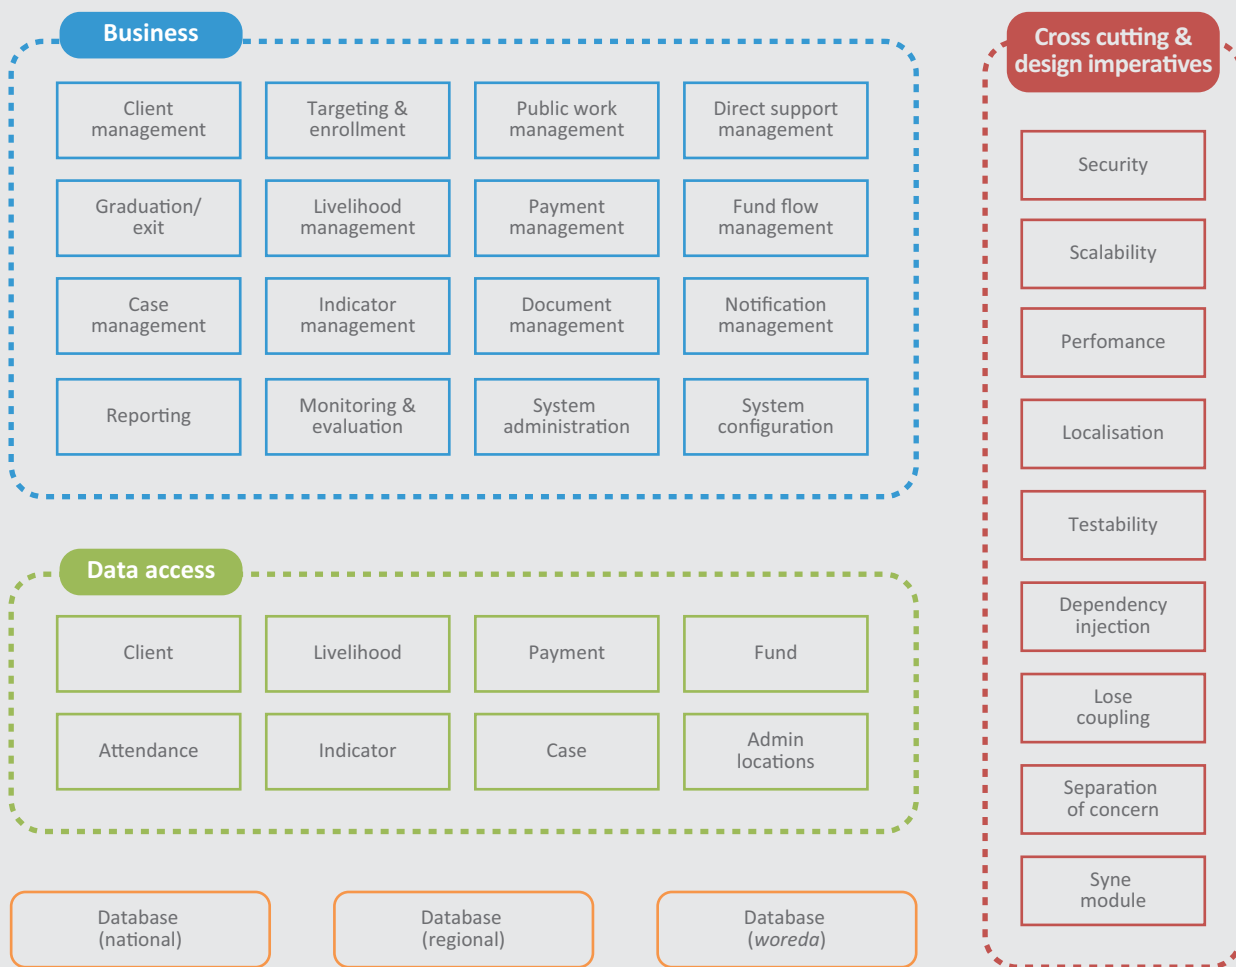 Business
Client
management
Targeting &
enrollment
Public work
management
Direct support
management
Graduation/
exit
Livelihood
management
Payment
management
Fund flow
management
Case
management
Indicator
management
Document
management
Notification
management
Reporting
Monitoring &
evaluation
System
administration
System
configuration
Data access
Client
Livelihood
Payment
Fund
Attendance
Indicator
Case
Admin
locations
Database
(national)
Database
(regional)
Database
(woreda)
Cross cutting &
design imperatives
Security
Scalability
Perfomance
Localisation
Testability
Dependency
injection
Lose
coupling
Separation
of concern
Syne
module